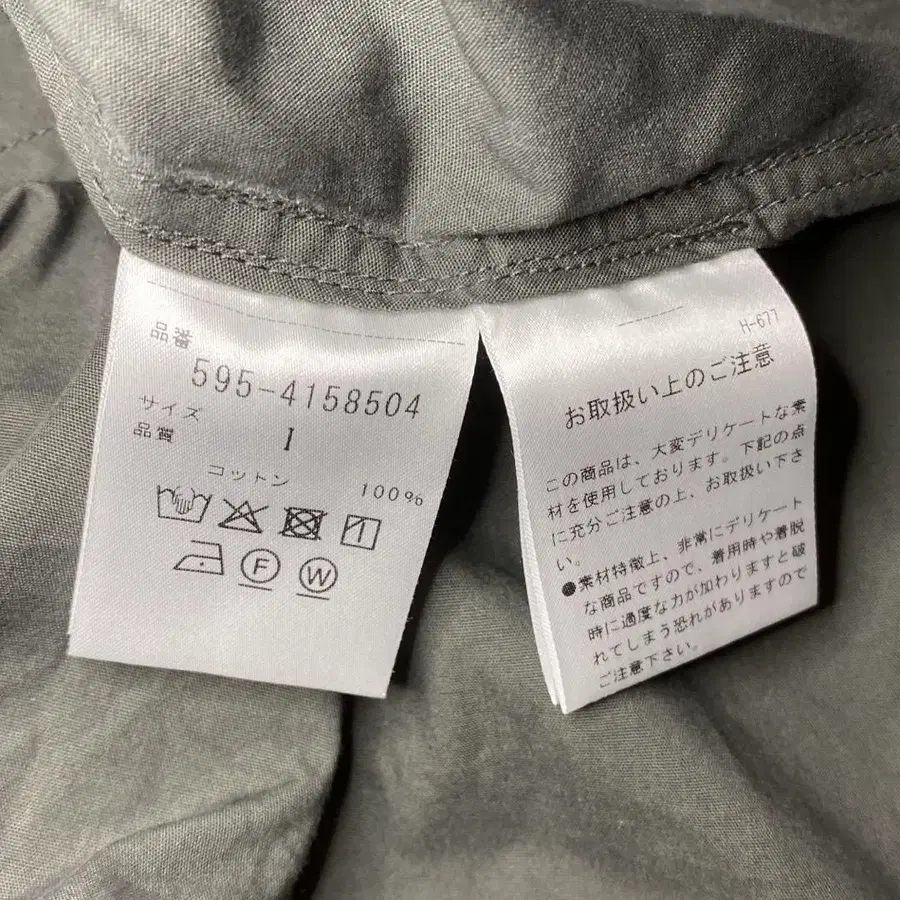 品番
595-4158504
サイズ
I
品質
コットン 100%
F W
H-677
お取扱い上のご注意
この商品は、大変デリケートな素
材を使用しております。下記の点
に充分ご注意の上、お取扱い下さ
い。
●素材特徴上、非常にデリケート
な商品ですので、着用時や着脱
時に過度な力が加わりますと破
れてしまう恐れがありますので
ご注意下さい。